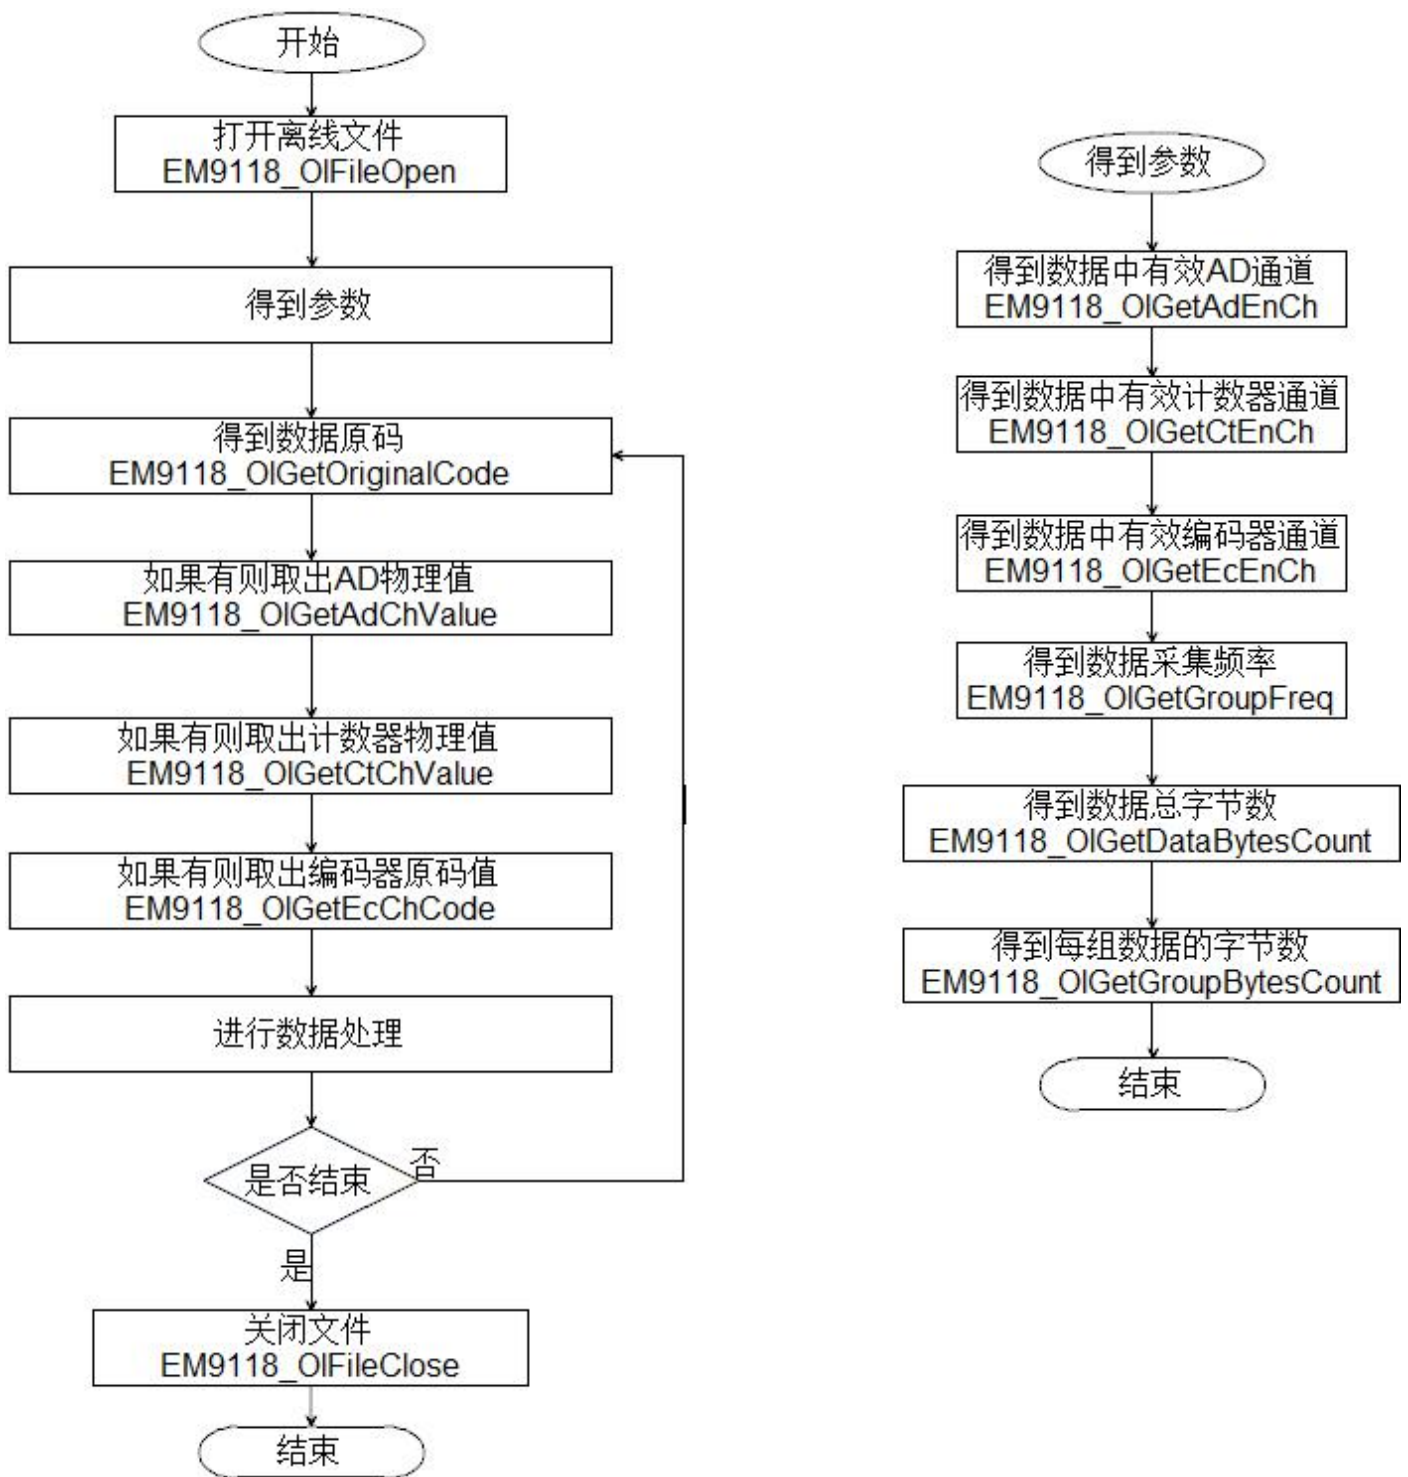 开始
打开离线文件
EM9118_OlFileOpen
得到参数
得到数据原码
EM9118_OlGetOriginalCode
如果有则取出AD物理值
EM9118_OlGetAdChValue
如果有则取出计数器物理值
EM9118_OlGetCtChValue
如果有则取出编码器原码值
EM9118_OlGetEcChCode
进行数据处理
是否结束
否
是
关闭文件
EM9118_OlFileClose
结束
得到参数
得到数据中有效AD通道
EM9118_OlGetAdEnCh
得到数据中有效计数器通道
EM9118_OlGetCtEnCh
得到数据中有效编码器通道
EM9118_OlGetEcEnCh
得到数据采集频率
EM9118_OlGetGroupFreq
得到数据总字节数
EM9118_OlGetDataBytesCount
得到每组数据的字节数
EM9118_OlGetGroupBytesCount
结束